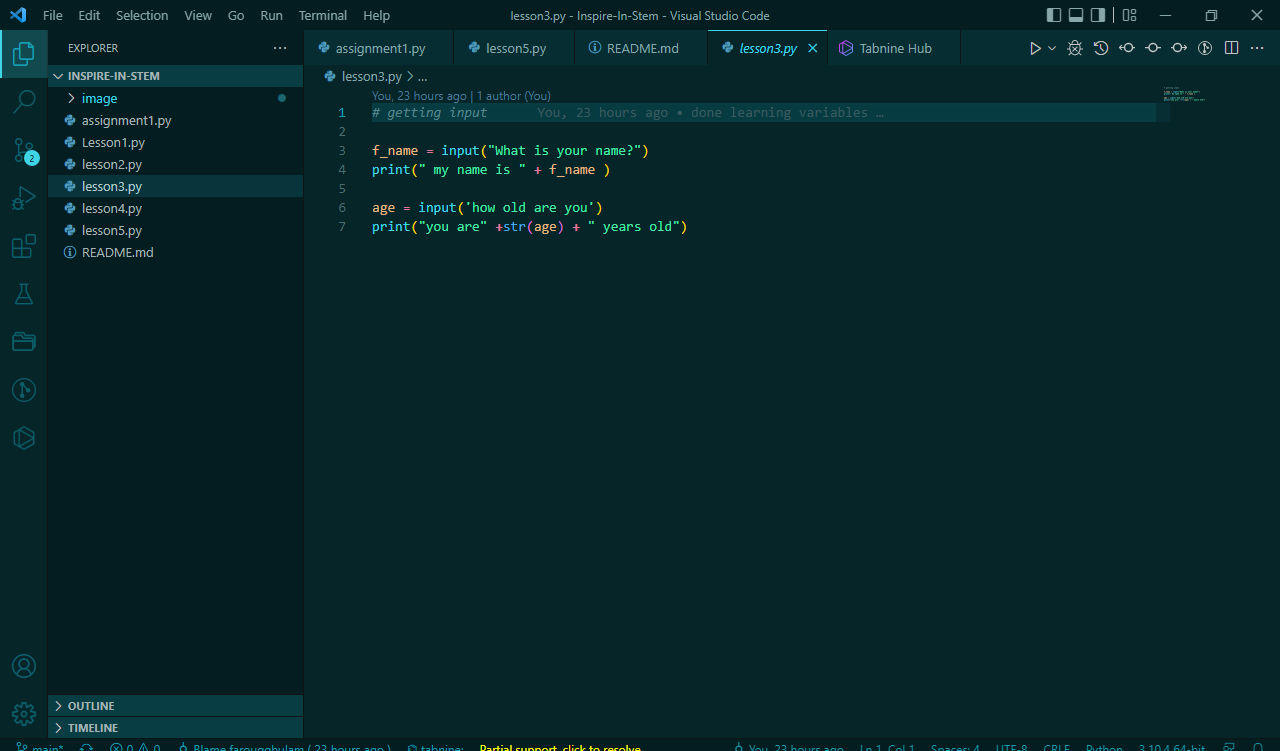 File Edit Selection View Go Run Terminal Help lesson3.py - Inspire-In-Stem - Visual Studio Code
EXPLORER
assignment1.py lesson5.py README.md lesson3.py Tabnine Hub
INSPIRE-IN-STEM
lesson3.py > ...
image
assignment1.py
Lesson1.py
lesson2.py
lesson3.py
lesson4.py
lesson5.py
README.md
2
You, 23 hours ago | 1 author (You)
1 # getting input You, 23 hours ago • done learning variables …
2
3 f_name = input("What is your name?")
4 print(" my name is " + f_name )
5
6 age = input('how old are you')
7 print("you are" +str(age) + " years old")
OUTLINE
TIMELINE
main* 0 0 Blame farouqghulam ( 23 hours ago ) tabnine: Partial support, click to resolve You, 23 hours ago Ln 1, Col 1 Spaces: 4 UTF-8 CRLF Python 3.10.4 64-bit